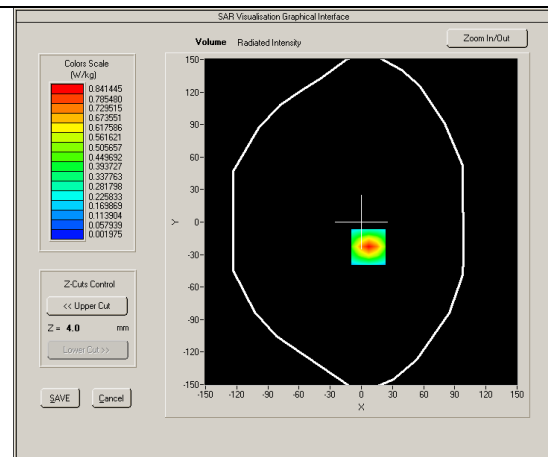 SAR Visualisation Graphical Interface
Volume Radiated Intensity
Zoom In/Out
Colors Scale
(W/kg)
0.841445
0.785480
0.729515
0.673551
0.617586
0.561621
0.505657
0.449692
0.393727
0.337763
0.281798
0.225833
0.169869
0.113904
0.057939
0.001975
Z-Cuts Control
<< Upper Cut
Z = 4.0 mm
Lower Cut >>
SAVE Cancel
150
120
90
60
30
0
-30
-60
-90
-120
-150
Y
-150 -120 -90 -60 -30 0 30 60 90 120 150
X